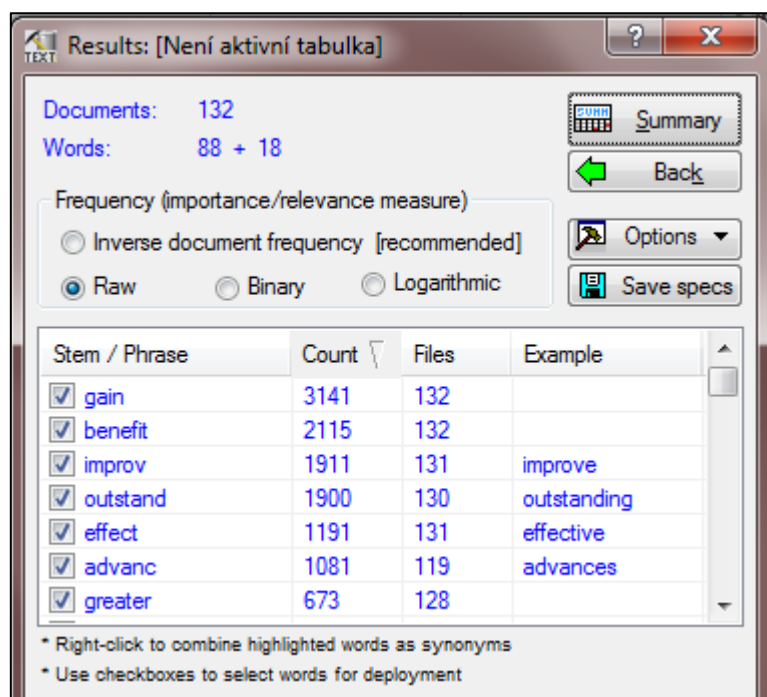 TEXT
Results: [Není aktivní tabulka]
?
Documents: 132
Words: 88 + 18
SUMM
Summary
Back
Frequency (importance/relevance measure)
Inverse document frequency [recommended]
Raw Binary Logarithmic
Options
Save specs
Stem / Phrase Count Files Example
gain 3141 132
benefit 2115 132
improv 1911 131 improve
outstand 1900 130 outstanding
effect 1191 131 effective
advanc 1081 119 advances
greater 673 128
* Right-click to combine highlighted words as synonyms
* Use checkboxes to select words for deployment